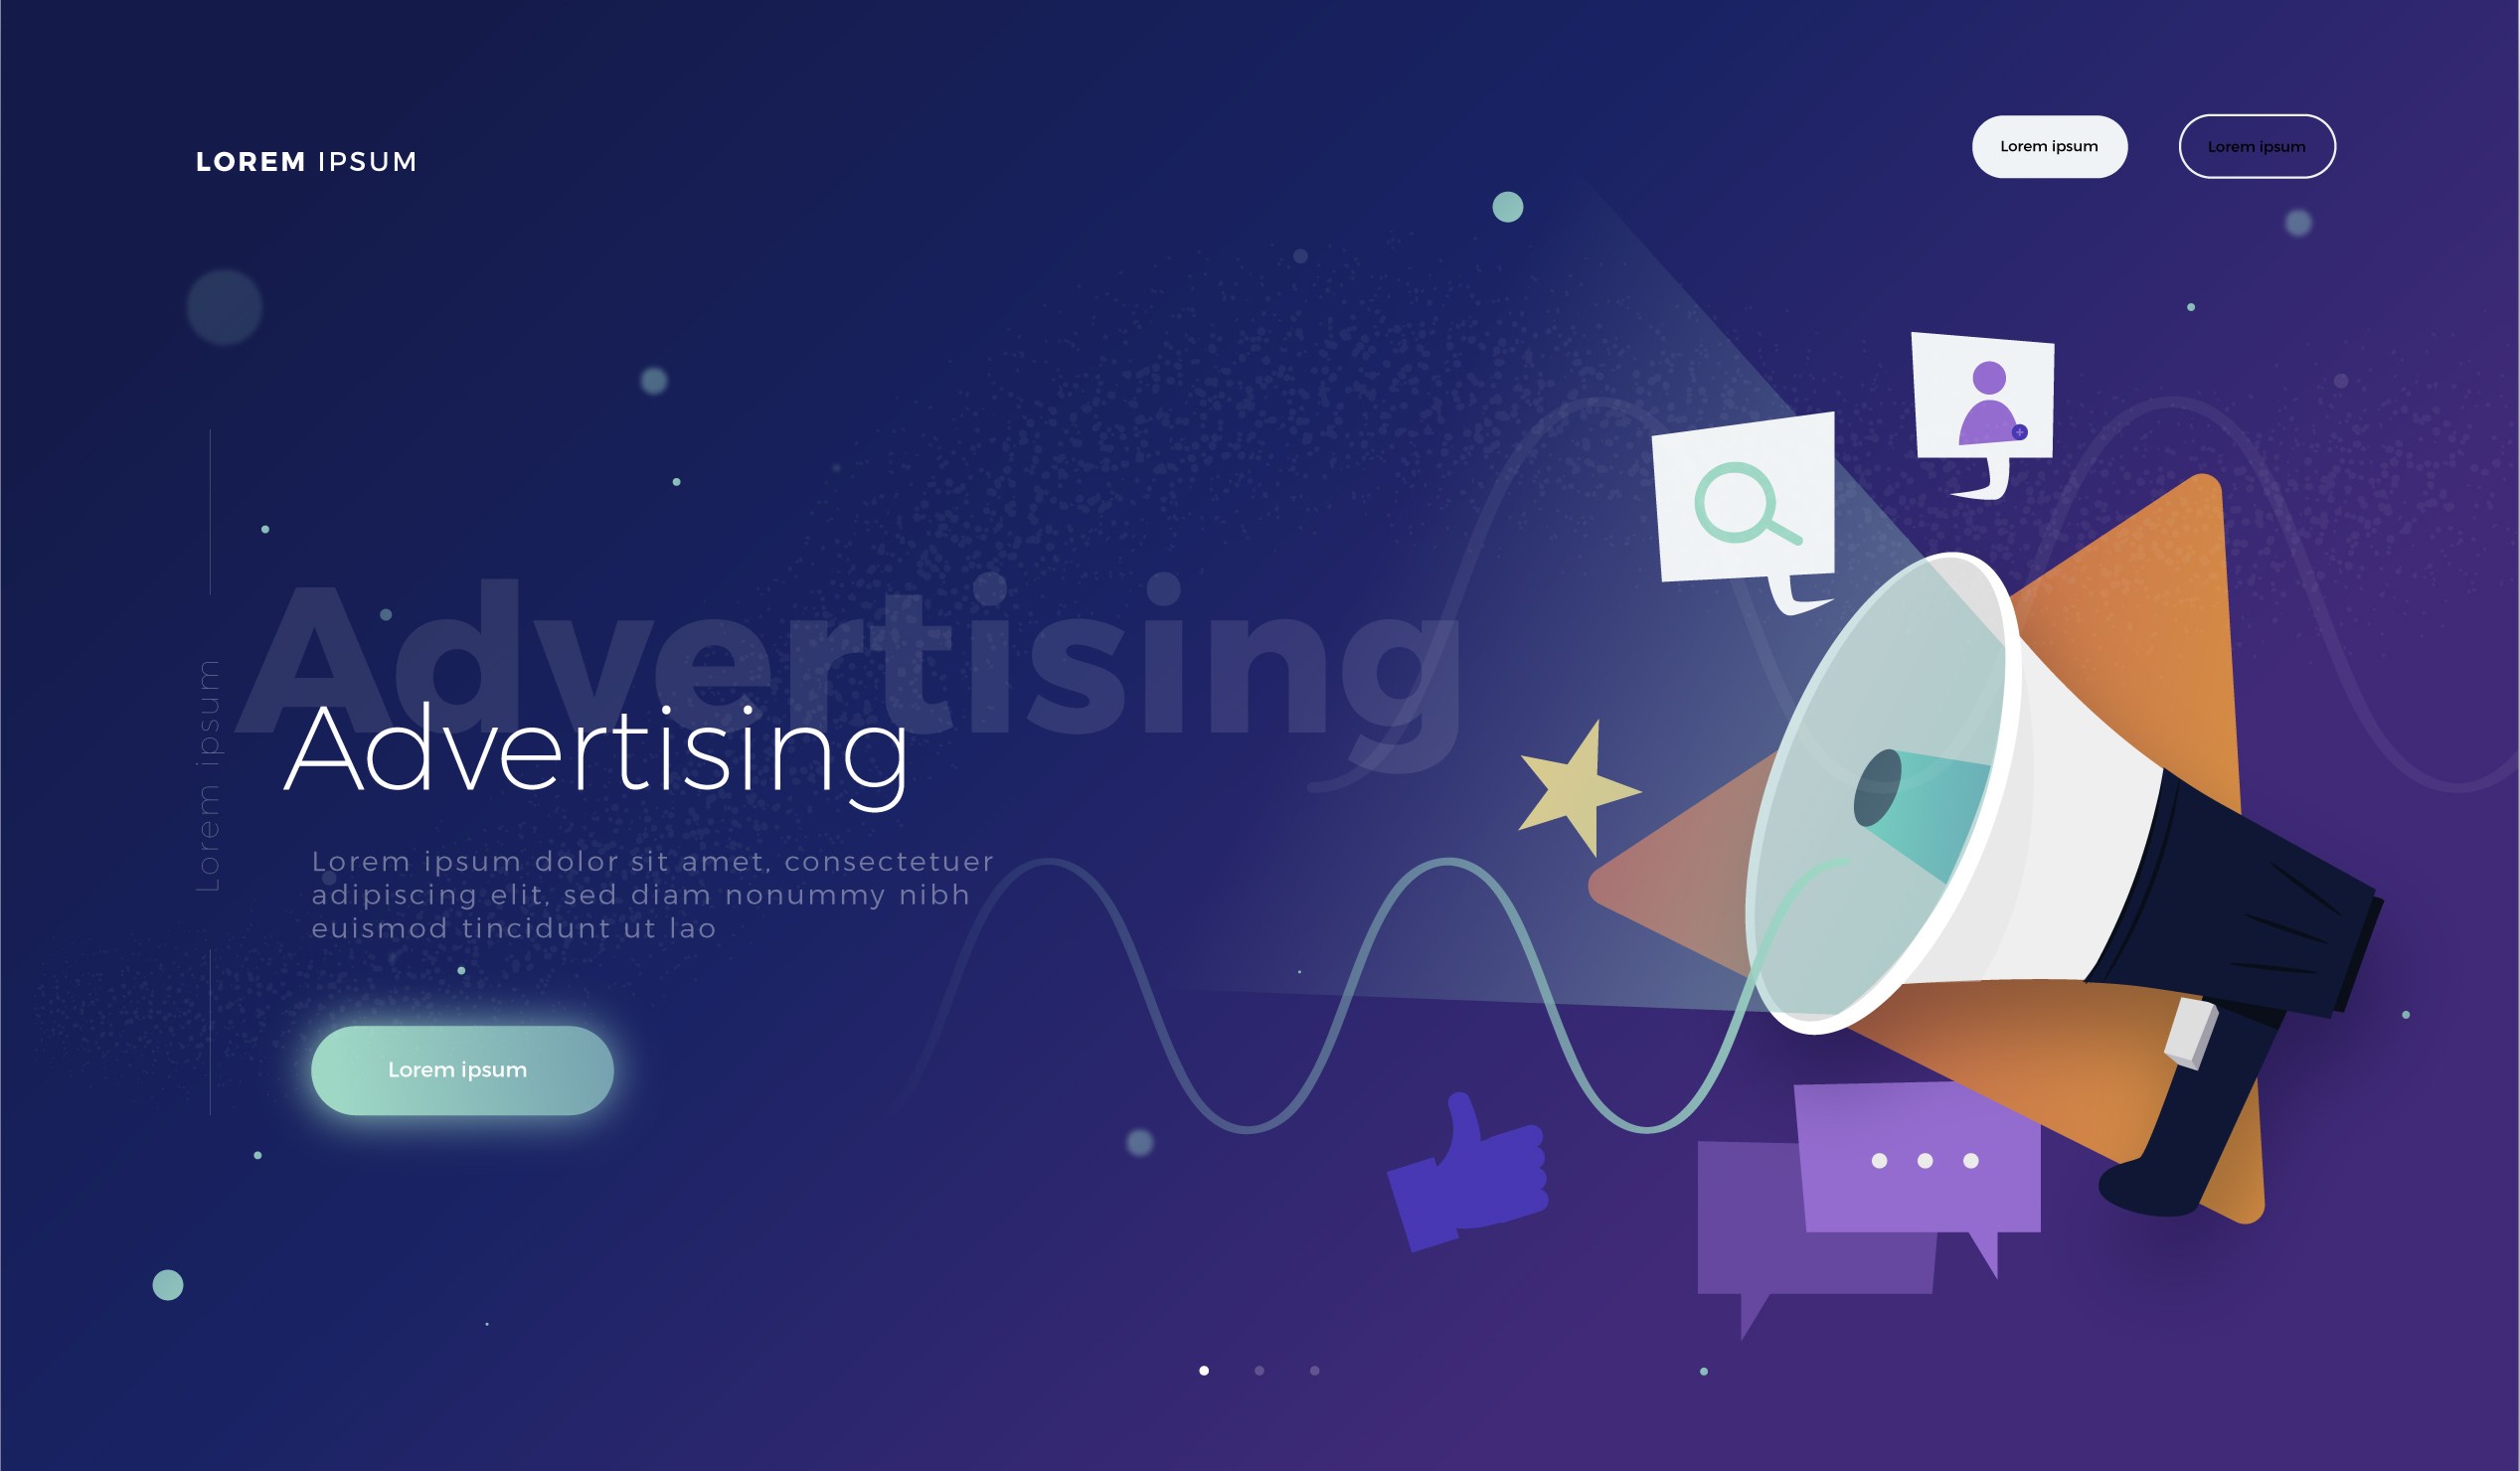 LOREM IPSUM
Lorem ipsum
Lorem ipsum
Advertising
Advertising
Lorem ipsum
Lorem ipsum dolor sit amet, consectetuer
adipiscing elit, sed diam nonummy nibh
euismod tincidunt ut lao
Lorem ipsum